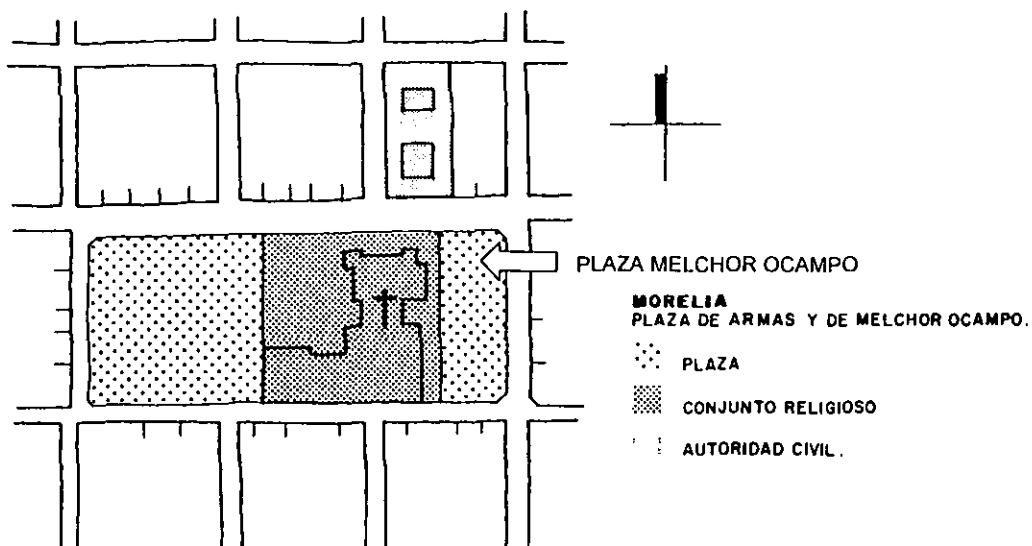 PLAZA MELCHOR OCAMPO
MORELIA
PLAZA DE ARMAS Y DE MELCHOR OCAMPO.
PLAZA
CONJUNTO RELIGIOSO
AUTORIDAD CIVIL.